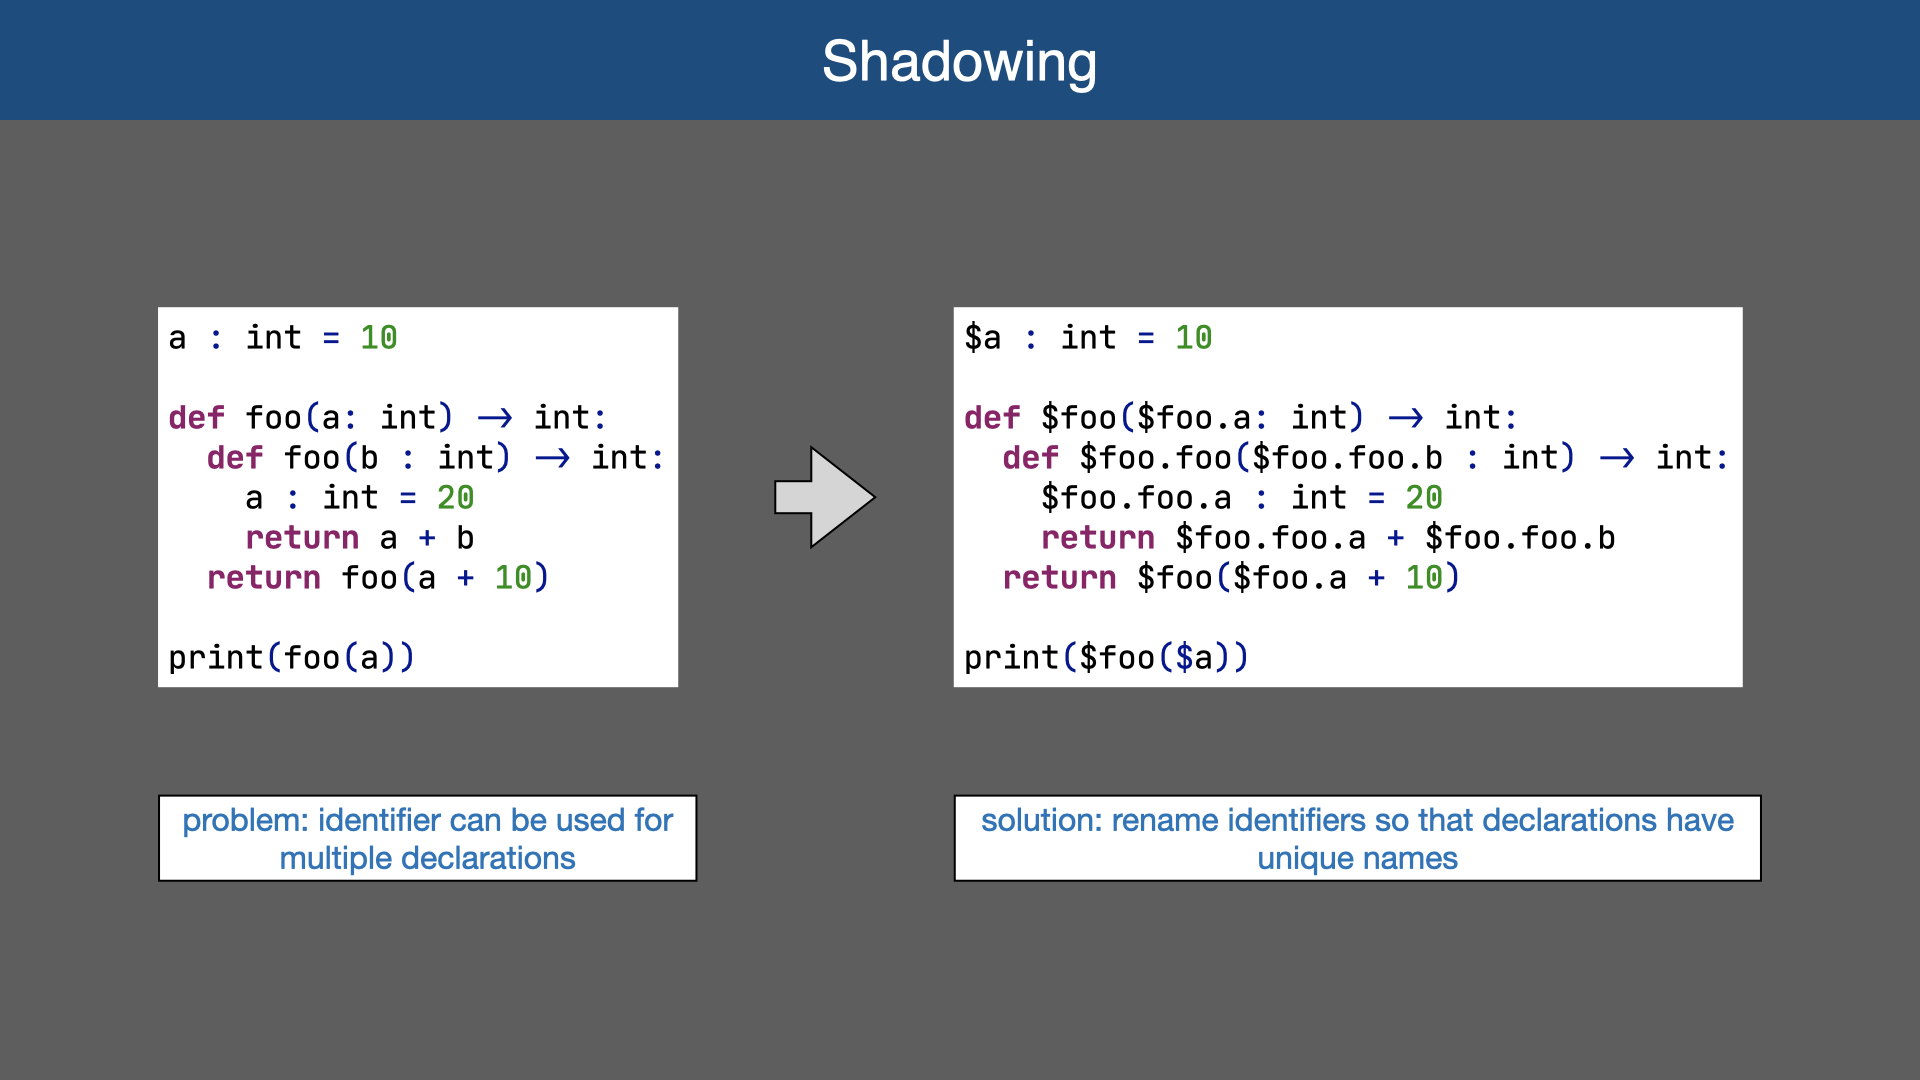 Shadowing
a : int = 10
def foo(a: int) → int:
  def foo(b : int) → int:
    a : int = 20
    return a + b
  return foo(a + 10)
print(foo(a))
$a : int = 10
def $foo($foo.a: int) → int:
  def $foo.foo($foo.foo.b : int) → int:
    $foo.foo.a : int = 20
    return $foo.foo.a + $foo.foo.b
  return $foo($foo.a + 10)
print($foo($a))
problem: identifier can be used for
multiple declarations
solution: rename identifiers so that declarations have
unique names